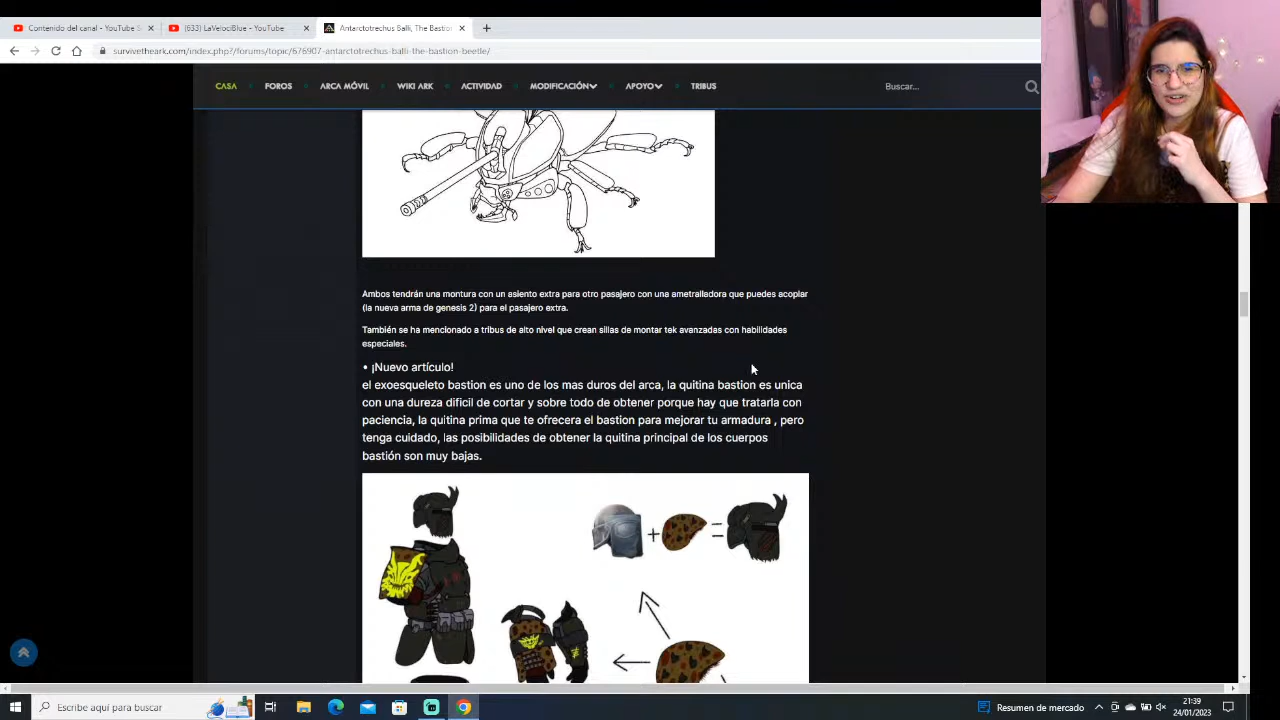 Contenido del canal - YouTube S
(633) LaVelociBlue - YouTube
Antarctotrechus Balli, The Bastion
survivetheark.com/index.php?/forums/topic/676907-antarctotrechus-balli-the-bastion-beetle/
CASA FOROS ARCA MÓVIL WIKI ARK ACTIVIDAD MODIFICACIÓN APOYO TRIBUS Buscar...
Ambos tendrán una montura con un asiento extra para otro pasajero con una ametralladora que puedes acoplar
(la nueva arma de genesis 2) para el pasajero extra.
También se ha mencionado a tribus de alto nivel que crean sillas de montar tek avanzadas con habilidades
especiales.
• ¡Nuevo artículo!
el exoesqueleto bastion es uno de los mas duros del arca, la quitina bastion es unica
con una dureza dificil de cortar y sobre todo de obtener porque hay que tratarla con
paciencia, la quitina prima que te ofrecera el bastion para mejorar tu armadura , pero
tenga cuidado, las posibilidades de obtener la quitina principal de los cuerpos
bastión son muy bajas.
+ =
Escribe aquí para buscar
Resumen de mercado
21:39
24/01/2023